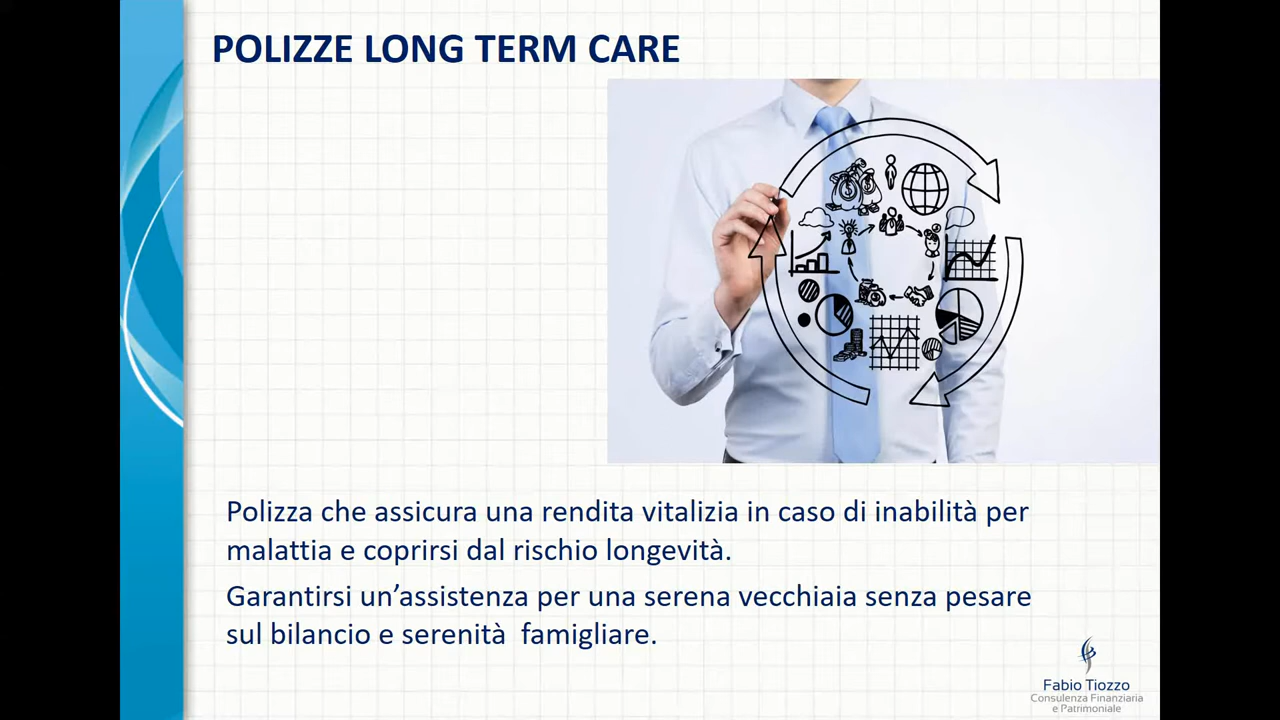 POLIZZE LONG TERM CARE
Polizza che assicura una rendita vitalizia in caso di inabilità per
malattia e coprirsi dal rischio longevità.
Garantirsi un’assistenza per una serena vecchiaia senza pesare
sul bilancio e serenità  famigliare.
Fabio Tiozzo
Consulenza Finanziaria
e Patrimoniale